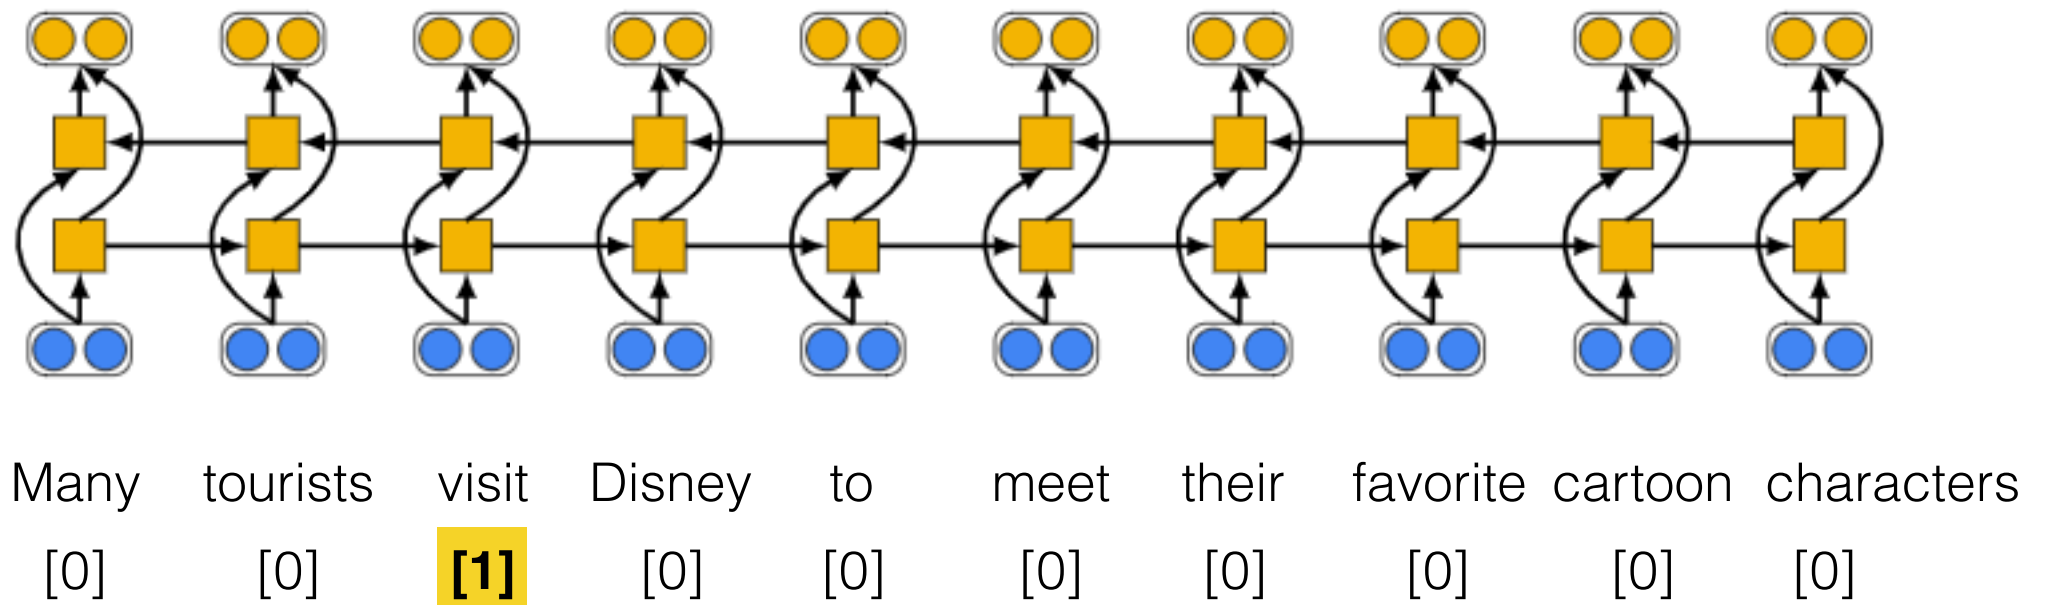 Many tourists visit Disney to meet their favorite cartoon characters
[0] [0] [1] [0] [0] [0] [0] [0] [0] [0]